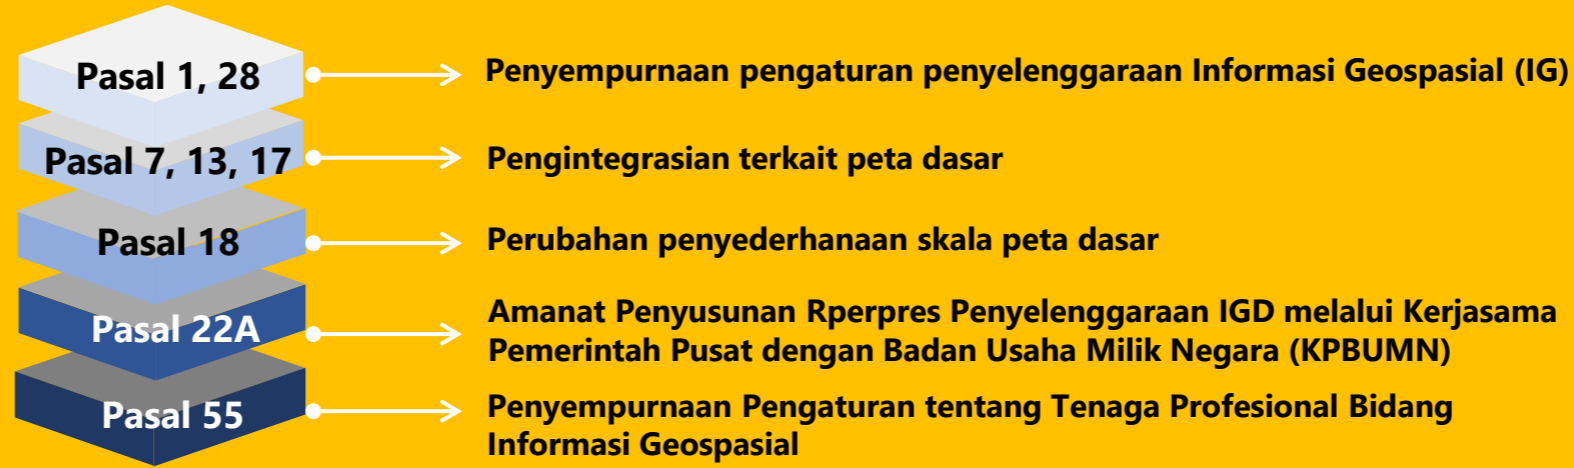 Pasal 1, 28
Penyempurnaan pengaturan penyelenggaraan Informasi Geospasial (IG)
Pasal 7, 13, 17
Pengintegrasian terkait peta dasar
Pasal 18
Perubahan penyederhanaan skala peta dasar
Pasal 22A
Amanat Penyusunan Rperpres Penyelenggaraan IGD melalui Kerjasama
Pemerintah Pusat dengan Badan Usaha Milik Negara (KPBUMN)
Pasal 55
Penyempurnaan Pengaturan tentang Tenaga Profesional Bidang
Informasi Geospasial